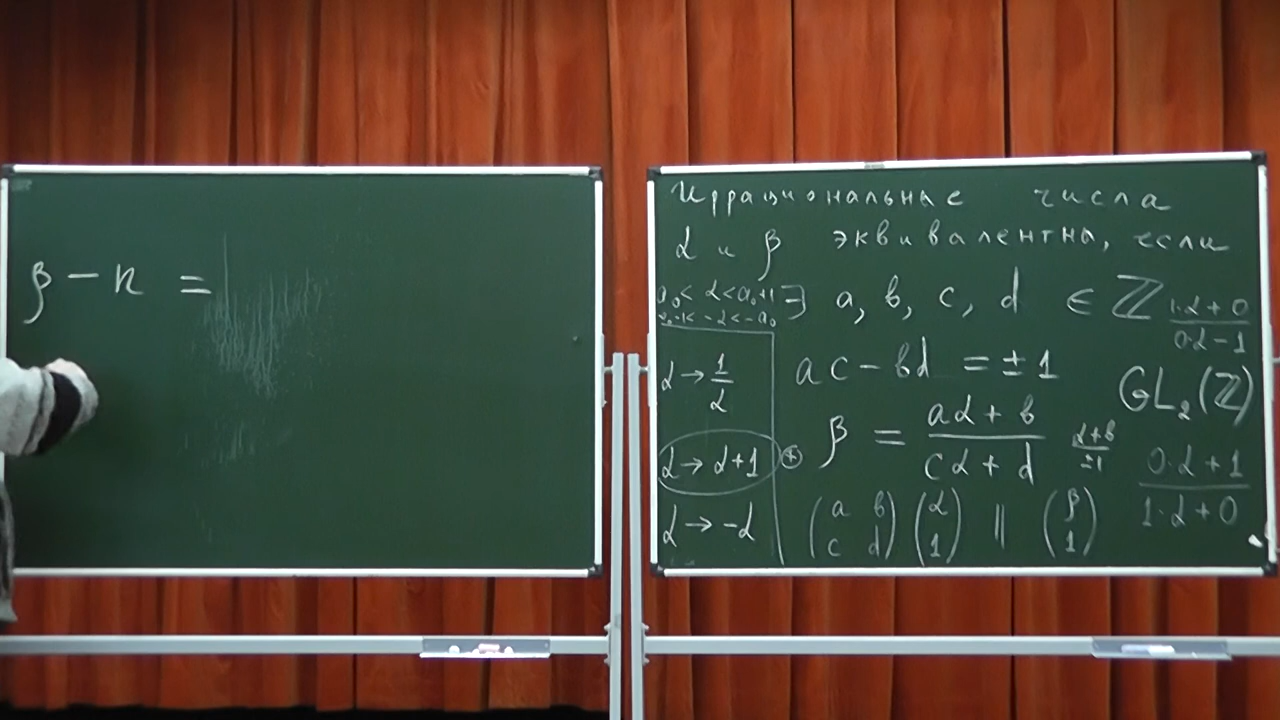 β − n =
Иррациональные числа
α и β эквивалентны, если
a₀ < α < a₀+1
-1 < -α < -a₀
∃ a, b, c, d ∈ ℤ
1·α + 0
0·α − 1
α → 1/α
ac − bd = ±1
GL₂(ℤ)
β = (aα + b)/(cα + d)
(α+b)/(±1)
α → α+1 ⊛
0·α + 1
1·α + 0
α → −α
(a b; c d) (α; 1) ∥ (β; 1)